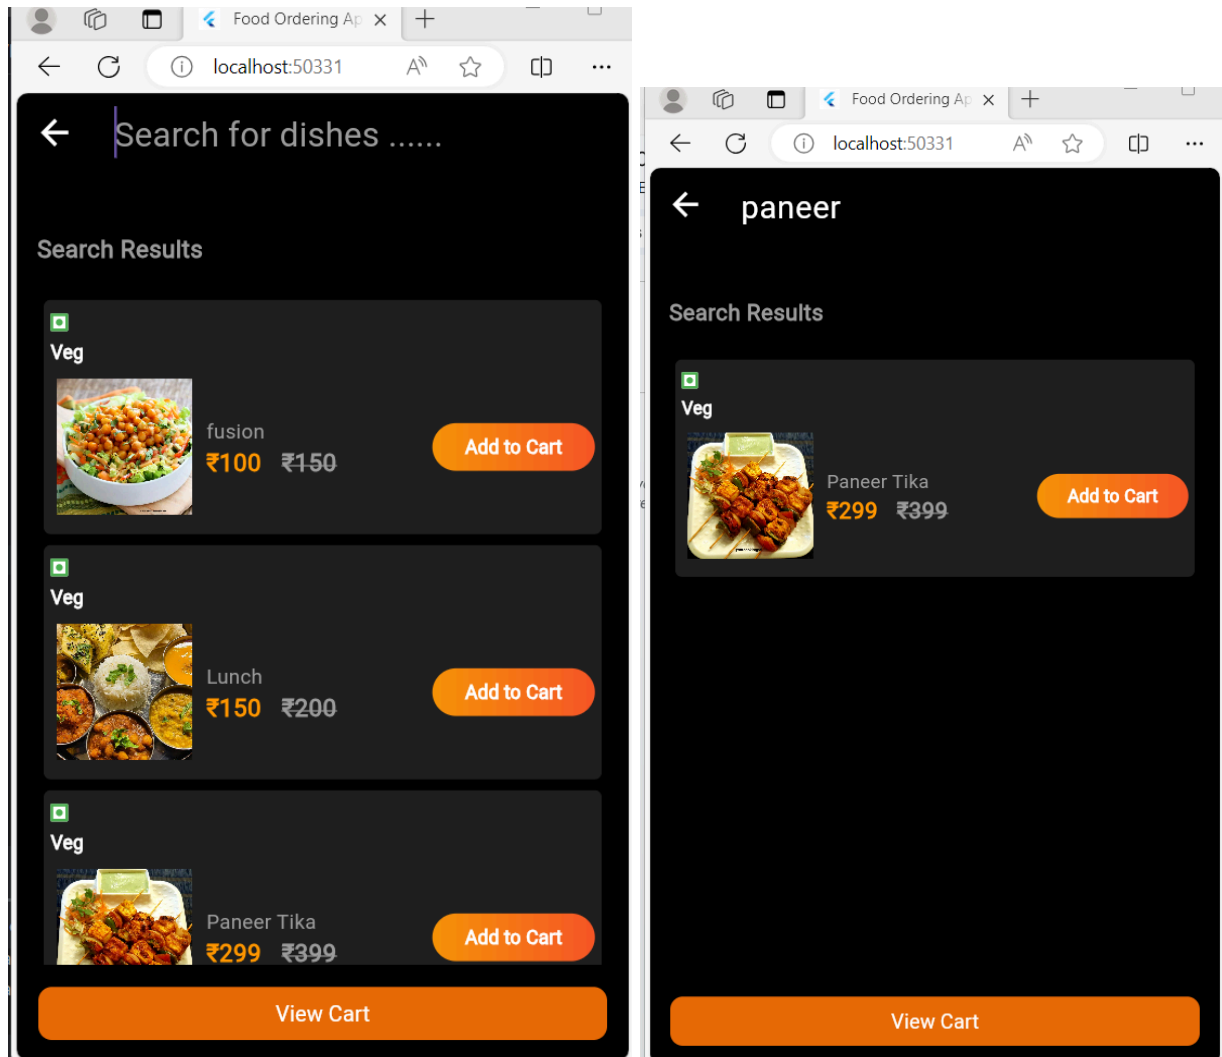 Food Ordering Ap
localhost:50331
Search for dishes ......
Search Results
Veg
fusion
₹100 ₹150
Add to Cart
Veg
Lunch
₹150 ₹200
Add to Cart
Veg
Paneer Tika
₹299 ₹399
Add to Cart
View Cart
Food Ordering Ap
localhost:50331
paneer
Search Results
Veg
Paneer Tika
₹299 ₹399
Add to Cart
View Cart